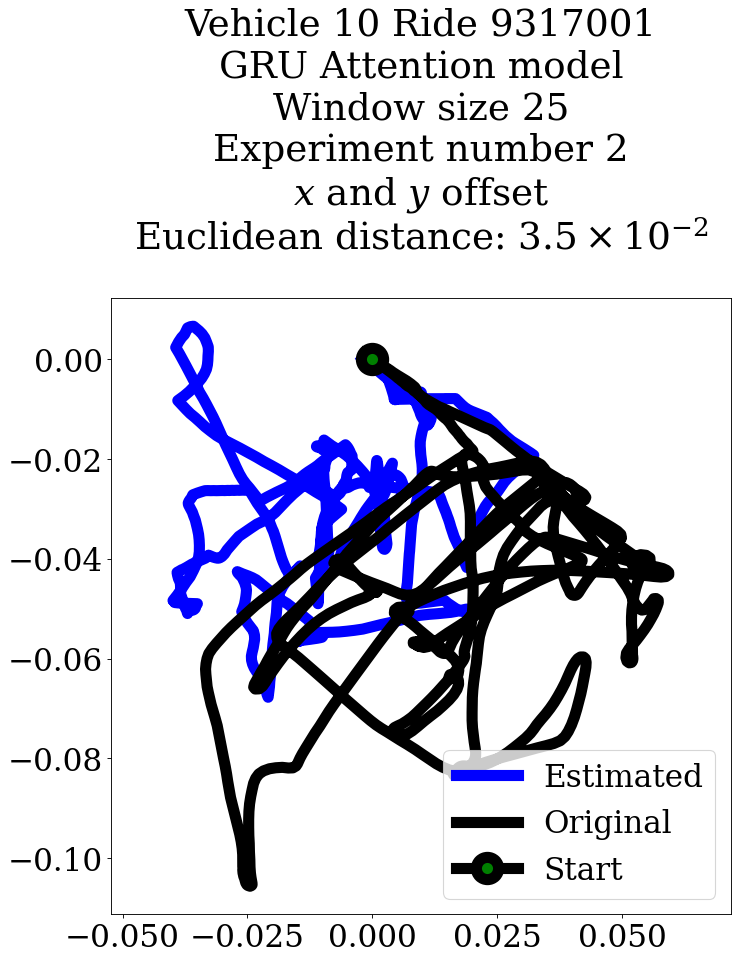 Vehicle 10 Ride 9317001
GRU Attention model
Window size 25
Experiment number 2
x and y offset
Euclidean distance: 3.5 × 10⁻²
0.00
−0.02
−0.04
−0.06
−0.08
−0.10
Estimated
Original
Start
−0.050 −0.025 0.000 0.025 0.050